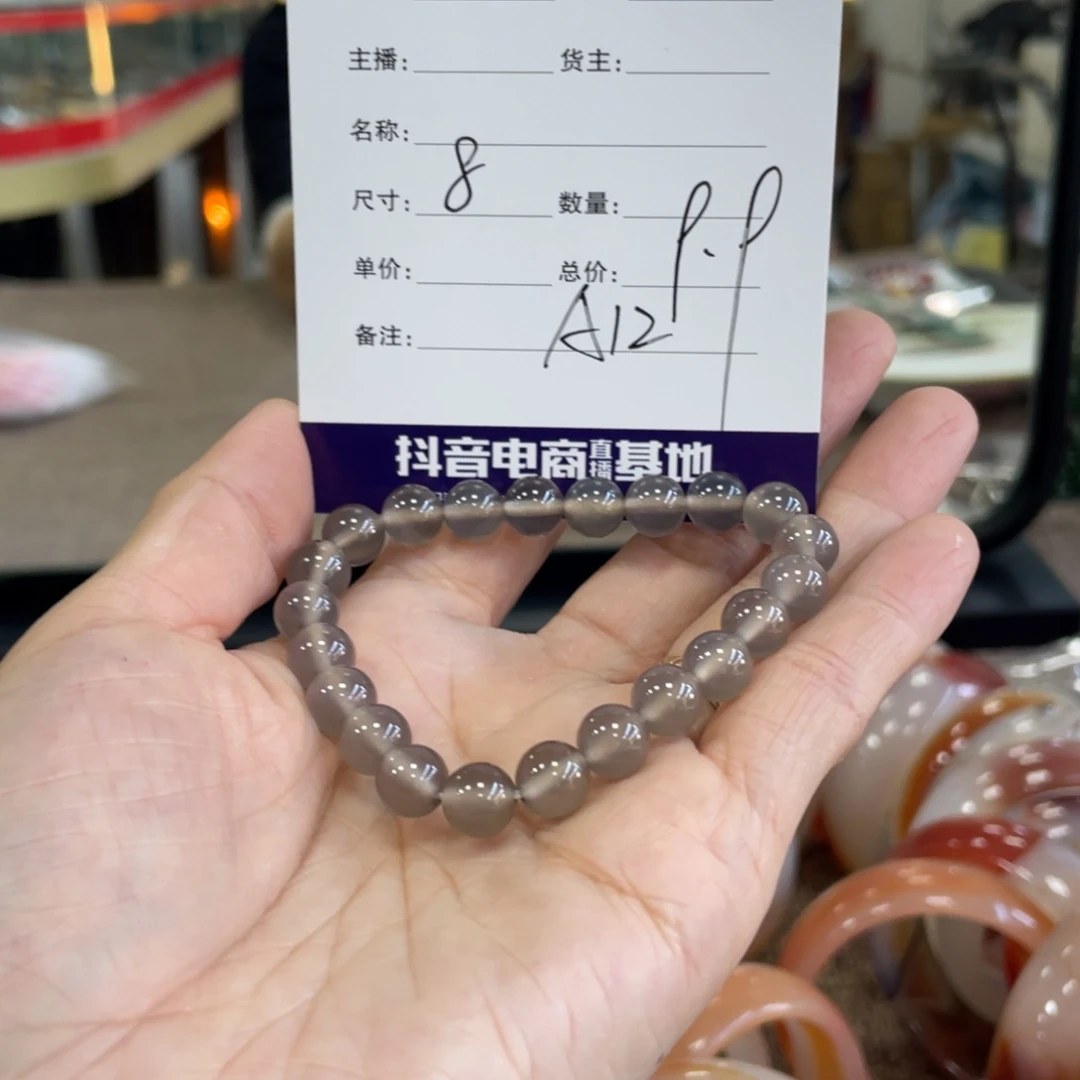 主播：  货主：
名称：
尺寸： 8 数量：
单价：  总价： P.P
备注： A12
抖音电商直播基地